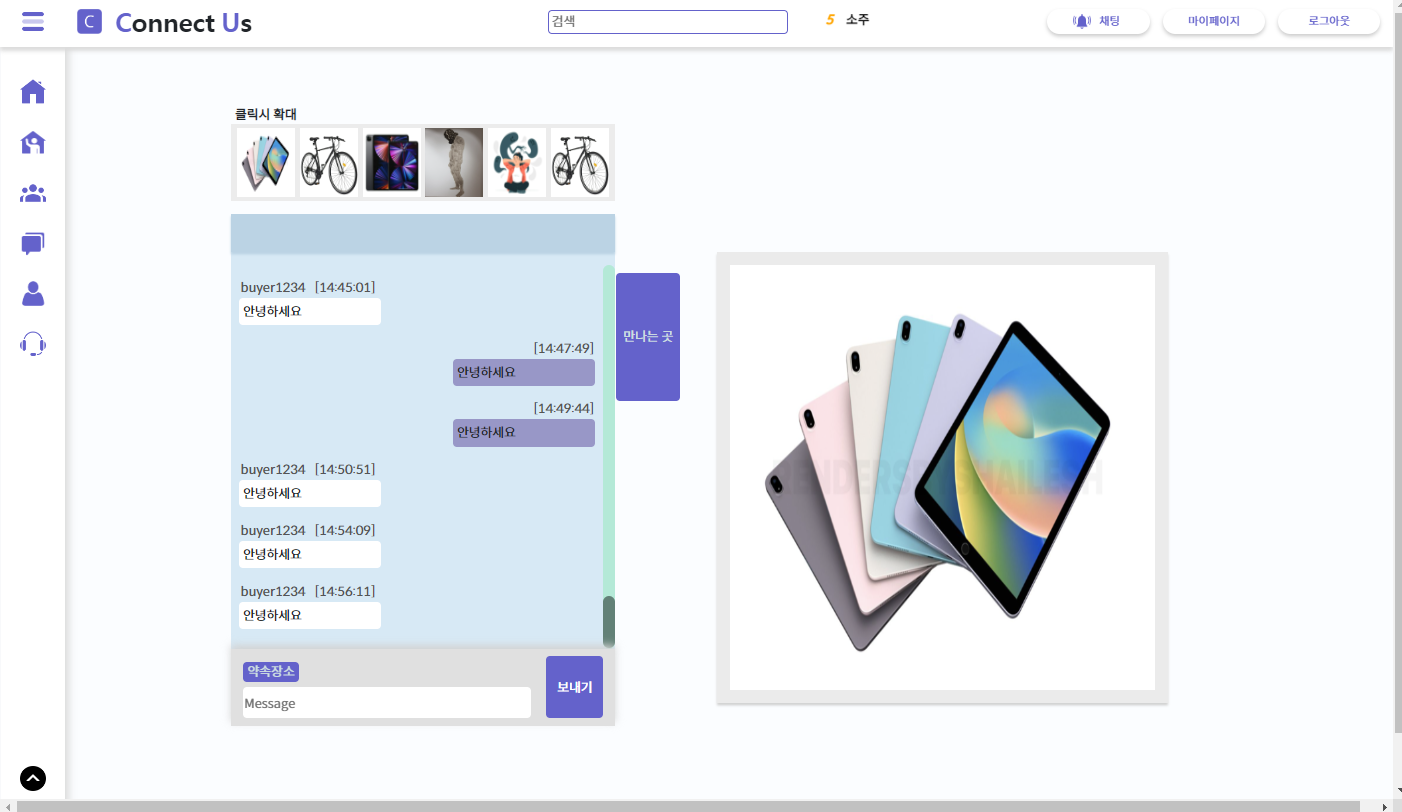 C Connect Us
검색
5 소주
채팅
마이페이지
로그아웃
클릭시 확대
buyer1234 [14:45:01]
안녕하세요
[14:47:49]
안녕하세요
[14:49:44]
안녕하세요
buyer1234 [14:50:51]
안녕하세요
buyer1234 [14:54:09]
안녕하세요
buyer1234 [14:56:11]
안녕하세요
만나는 곳
약속장소
Message
보내기